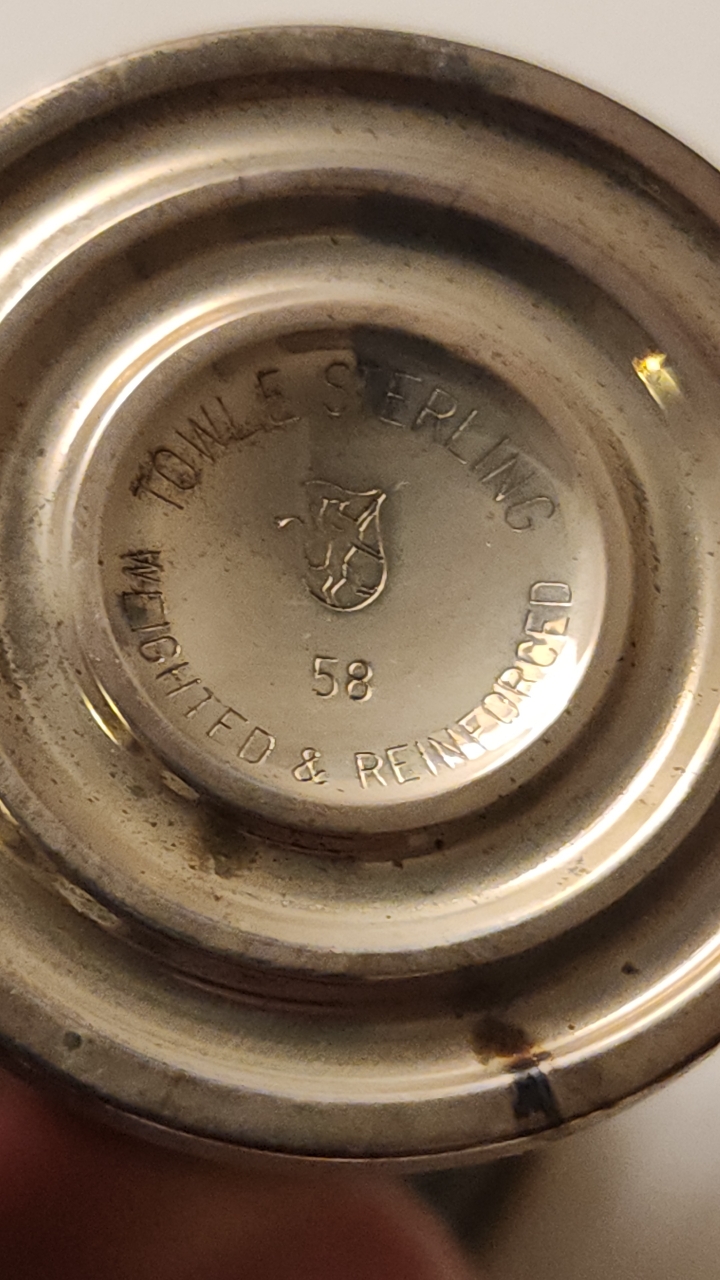 TOWLE STERLING
58
WEIGHTED & REINFORCED